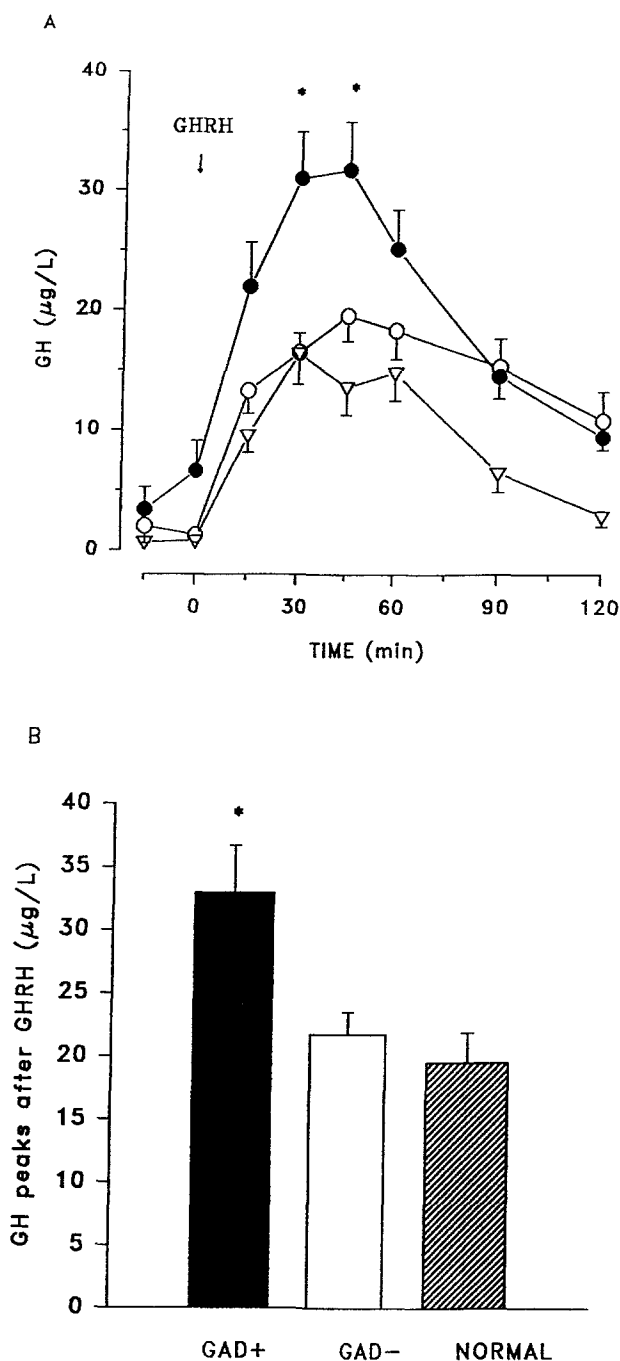 A
40
*
*
GHRH
↓
30
GH (μg/L)
20
10
0
0
30
60
90
120
TIME (min)
B
40
*
35
30
25
20
15
10
5
0
GH peaks after GHRH (μg/L)
GAD+
GAD−
NORMAL